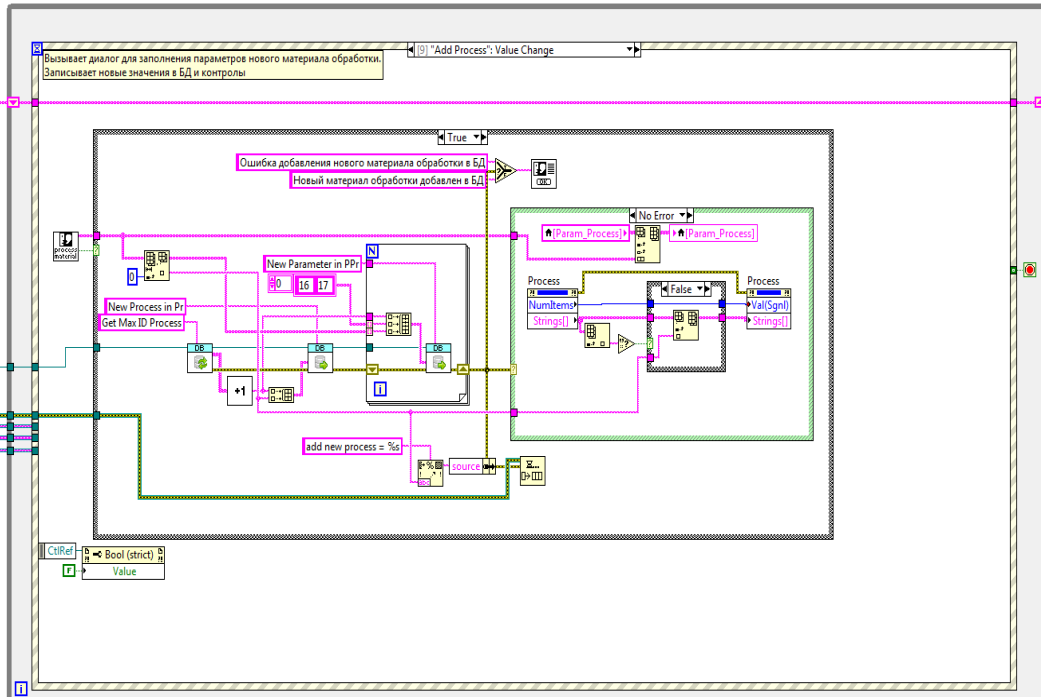 [9] "Add Process": Value Change
Вызывает диалог для заполнения параметров нового материала обработки.
Записывает новые значения в БД и контролы
True
Ошибка добавления нового материала обработки в БД
Новый материал обработки добавлен в БД
No Error
[Param_Process]
[Param_Process]
process
material
N
0
New Parameter in PPr
0
16
17
Process
Process
False
NumItems
Val(Sgnl)
Strings[]
Strings[]
New Process in Pr
Get Max ID Process
DB
DB
DB
+1
i
add new process = %s
source
CtlRef
Bool (strict)
Value
F
i